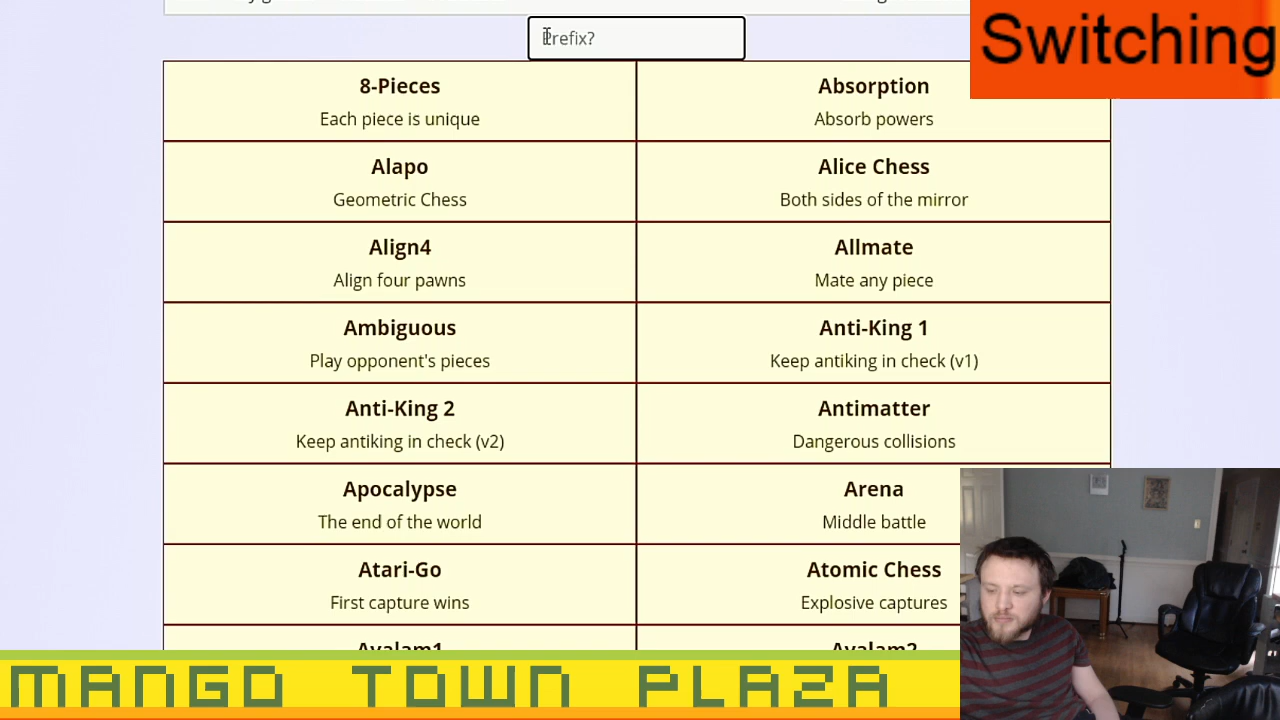 Switching
Prefix?
8-Pieces
Each piece is unique
Absorption
Absorb powers
Alapo
Geometric Chess
Alice Chess
Both sides of the mirror
Align4
Align four pawns
Allmate
Mate any piece
Ambiguous
Play opponent's pieces
Anti-King 1
Keep antiking in check (v1)
Anti-King 2
Keep antiking in check (v2)
Antimatter
Dangerous collisions
Apocalypse
The end of the world
Arena
Middle battle
Atari-Go
First capture wins
Atomic Chess
Explosive captures
Avalam1
Avalam2
MANGO TOWN PLAZA